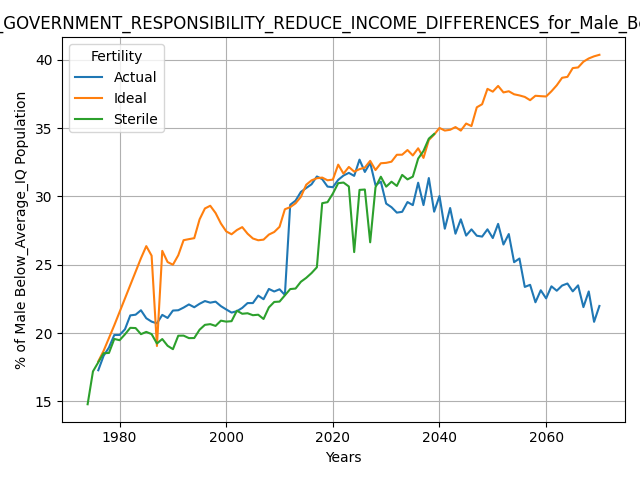 _GOVERNMENT_RESPONSIBILITY_REDUCE_INCOME_DIFFERENCES_for_Male_Be
Fertility
Actual
Ideal
Sterile
% of Male Below_Average_IQ Population
40
35
30
25
20
15
1980
2000
2020
2040
2060
Years